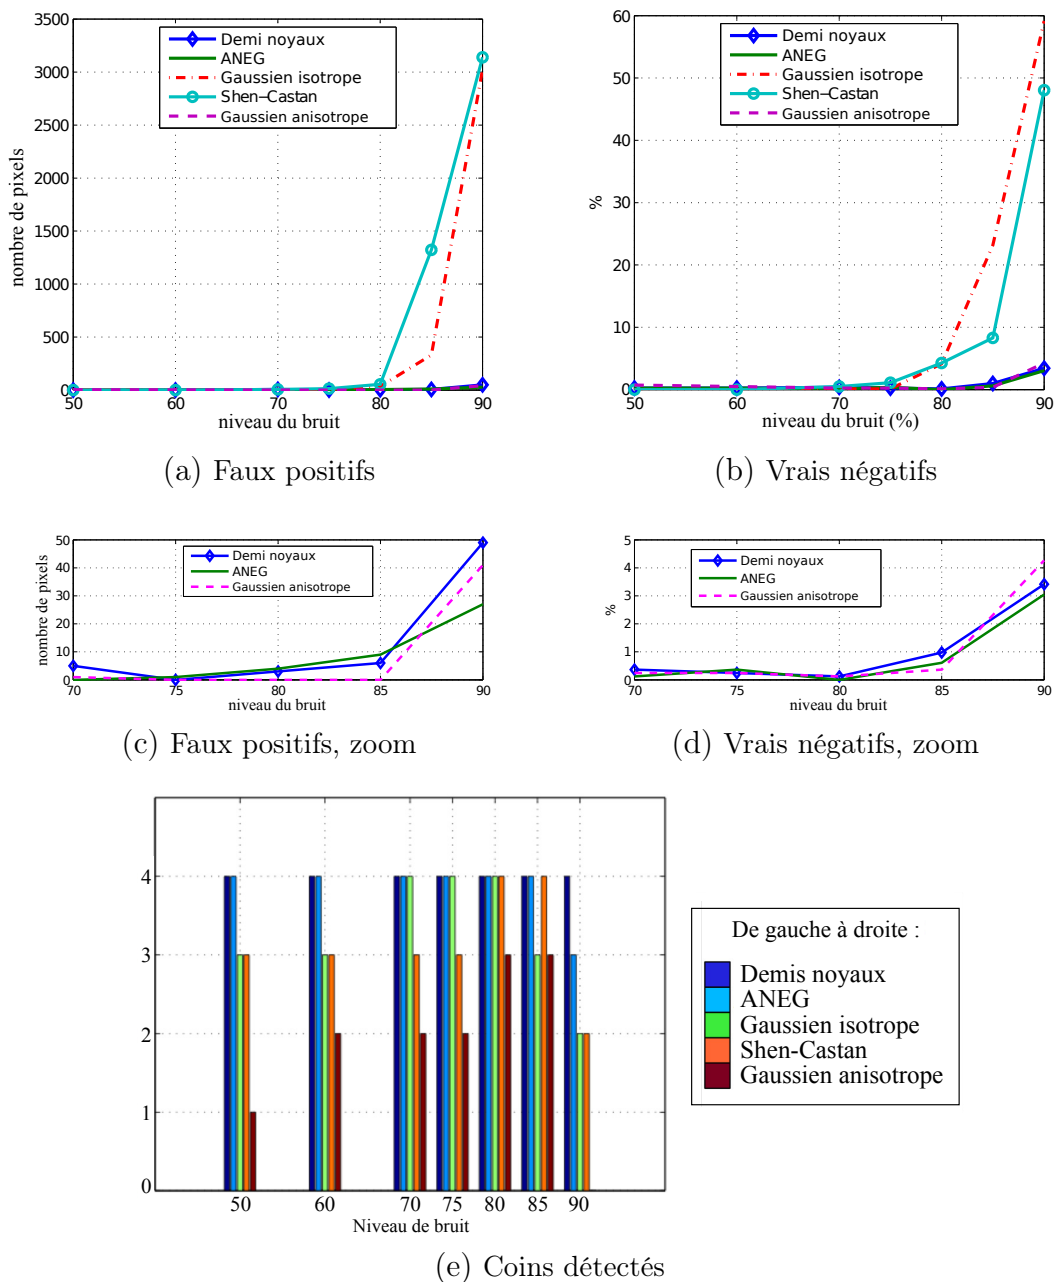 3500
3000
2500
2000
1500
1000
500
0
nombre de pixels
Demi noyaux
ANEG
Gaussien isotrope
Shen−Castan
Gaussien anisotrope
50 60 70 80 90
niveau du bruit
(a) Faux positifs
60
50
40
30
20
10
0
%
Demi noyaux
ANEG
Gaussien isotrope
Shen−Castan
Gaussien anisotrope
50 60 70 80 90
niveau du bruit (%)
(b) Vrais négatifs
50
40
30
20
10
0
nombre de pixels
Demi noyaux
ANEG
Gaussien anisotrope
70 75 80 85 90
niveau du bruit
(c) Faux positifs, zoom
5
4
3
2
1
0
%
Demi noyaux
ANEG
Gaussien anisotrope
70 75 80 85 90
niveau du bruit
(d) Vrais négatifs, zoom
4
3
2
1
0
50 60 70 75 80 85 90
Niveau de bruit
De gauche à droite :
Demis noyaux
ANEG
Gaussien isotrope
Shen-Castan
Gaussien anisotrope
(e) Coins détectés